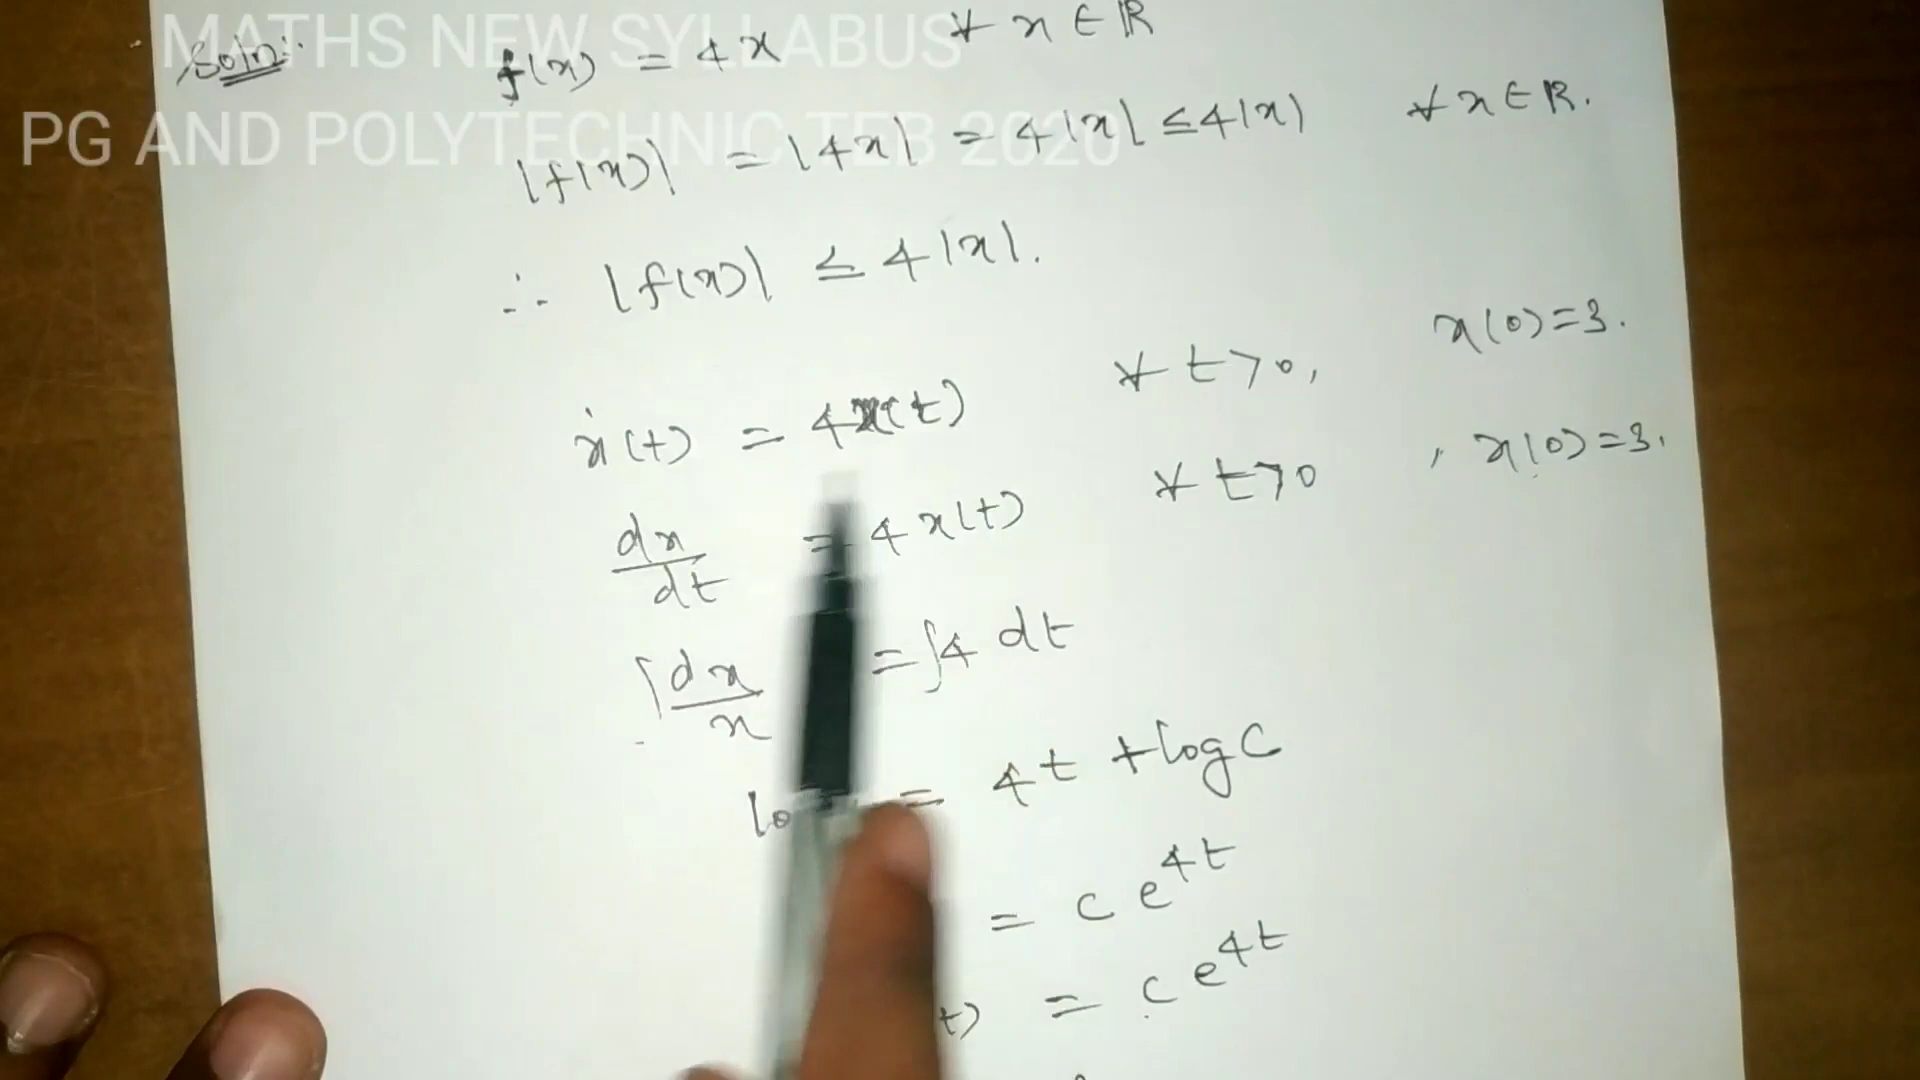 MATHS NEW SYLLABUS
PG AND POLYTECHNIC TEB 2020
Soln:
f(x) = 4x ∀ x ∈ ℝ
|f(x)| = |4x| = 4|x| ≤ 4|x| ∀ x ∈ ℝ.
∴ |f(x)| ≤ 4|x|.
ẋ(t) = 4x(t) ∀ t>0, x(0)=3.
dx/dt = 4x(t) ∀ t>0, x(0)=3.
∫dx/x = ∫4 dt
= 4t + log c
= c e^4t
= c e^4t